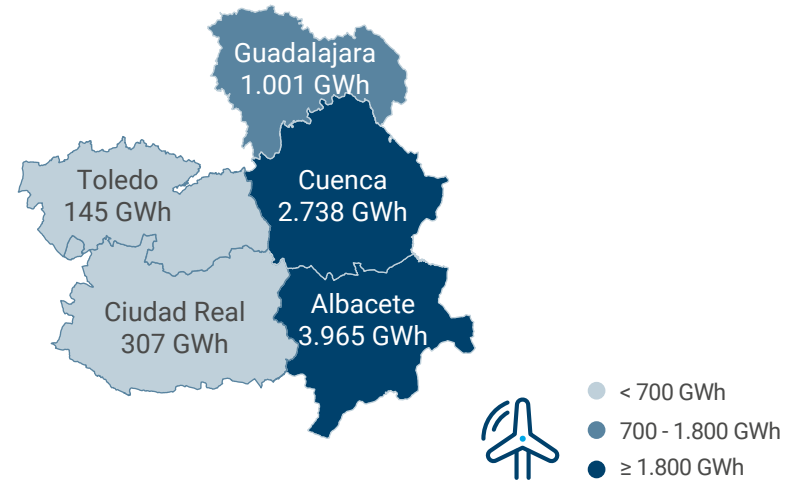 Guadalajara
1.001 GWh
Toledo
145 GWh
Cuenca
2.738 GWh
Ciudad Real
307 GWh
Albacete
3.965 GWh
< 700 GWh
700 - 1.800 GWh
≥ 1.800 GWh